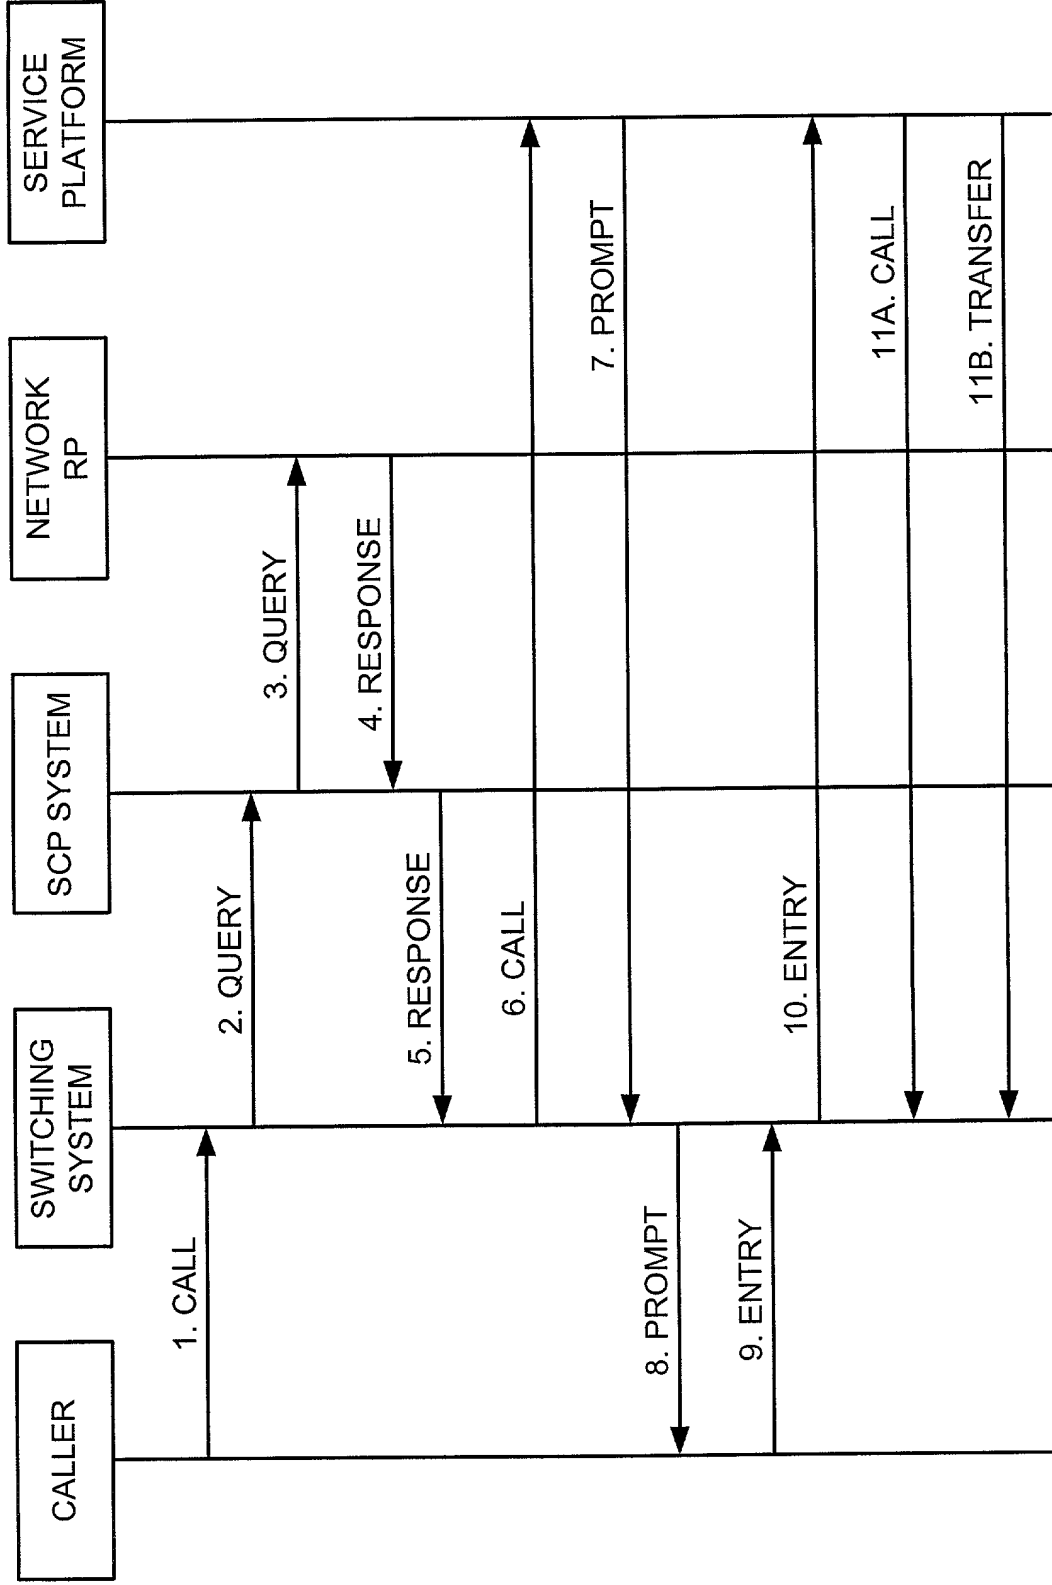 CALLER
SWITCHING
SYSTEM
SCP SYSTEM
NETWORK
RP
SERVICE
PLATFORM
1. CALL
2. QUERY
3. QUERY
4. RESPONSE
5. RESPONSE
6. CALL
7. PROMPT
8. PROMPT
9. ENTRY
10. ENTRY
11A. CALL
11B. TRANSFER